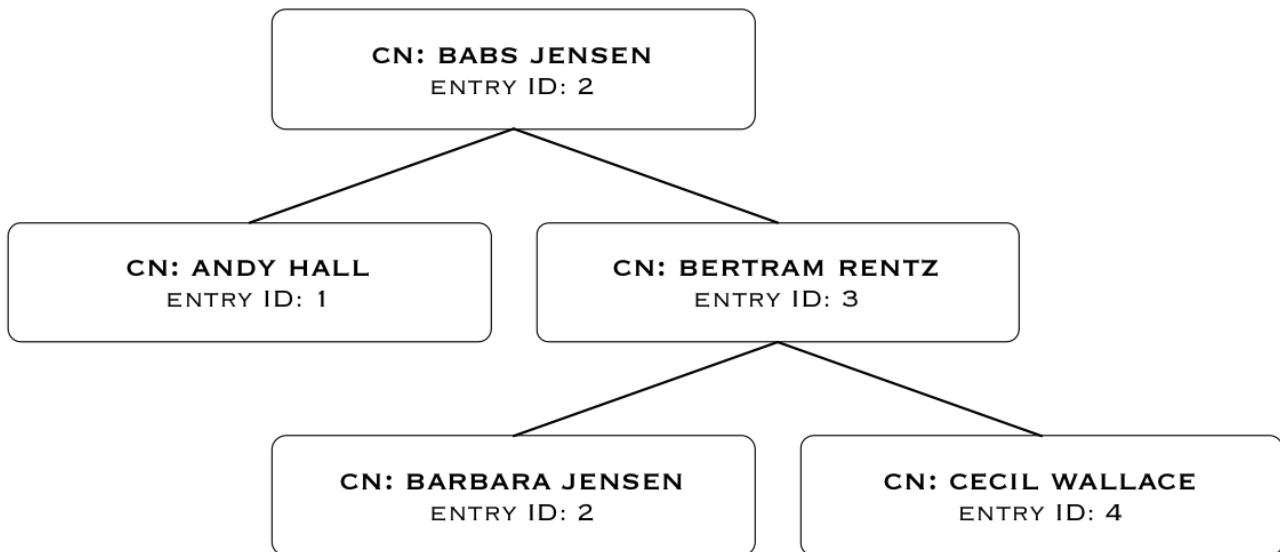 CN: BABS JENSEN
ENTRY ID: 2
CN: ANDY HALL
ENTRY ID: 1
CN: BERTRAM RENTZ
ENTRY ID: 3
CN: BARBARA JENSEN
ENTRY ID: 2
CN: CECIL WALLACE
ENTRY ID: 4